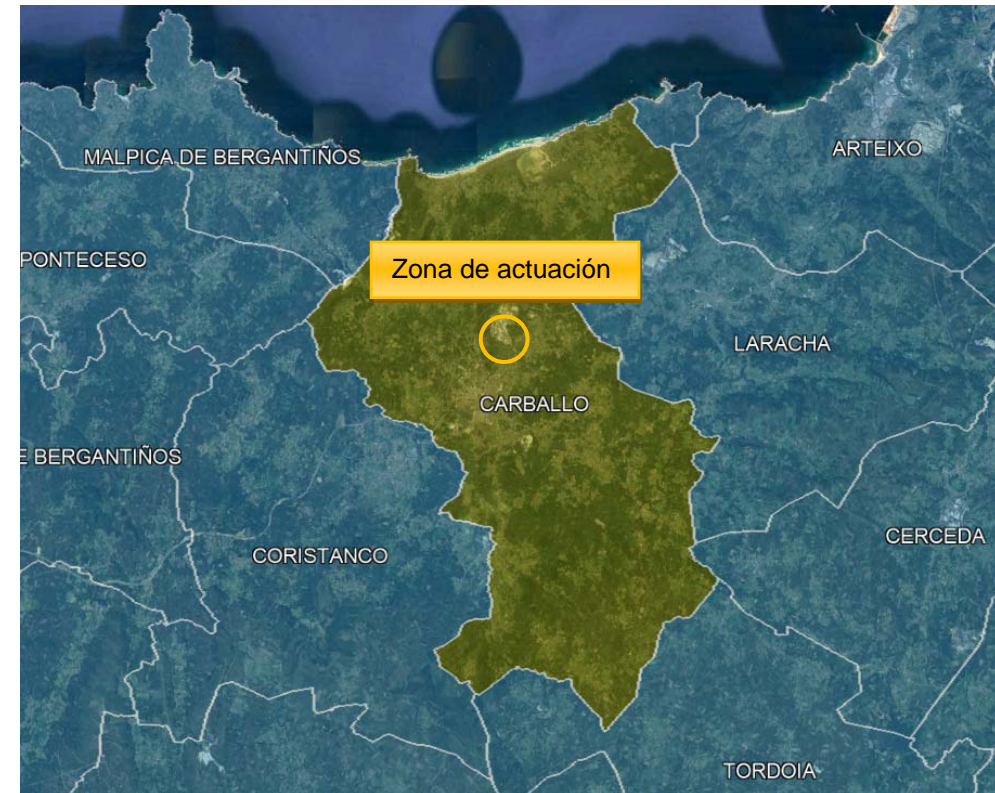 ARTEIXO
MALPICA DE BERGANTIÑOS
PONTECESO
Zona de actuación
LARACHA
CARBALLO
E BERGANTIÑOS
CERCEDA
CORISTANCO
TORDOIA